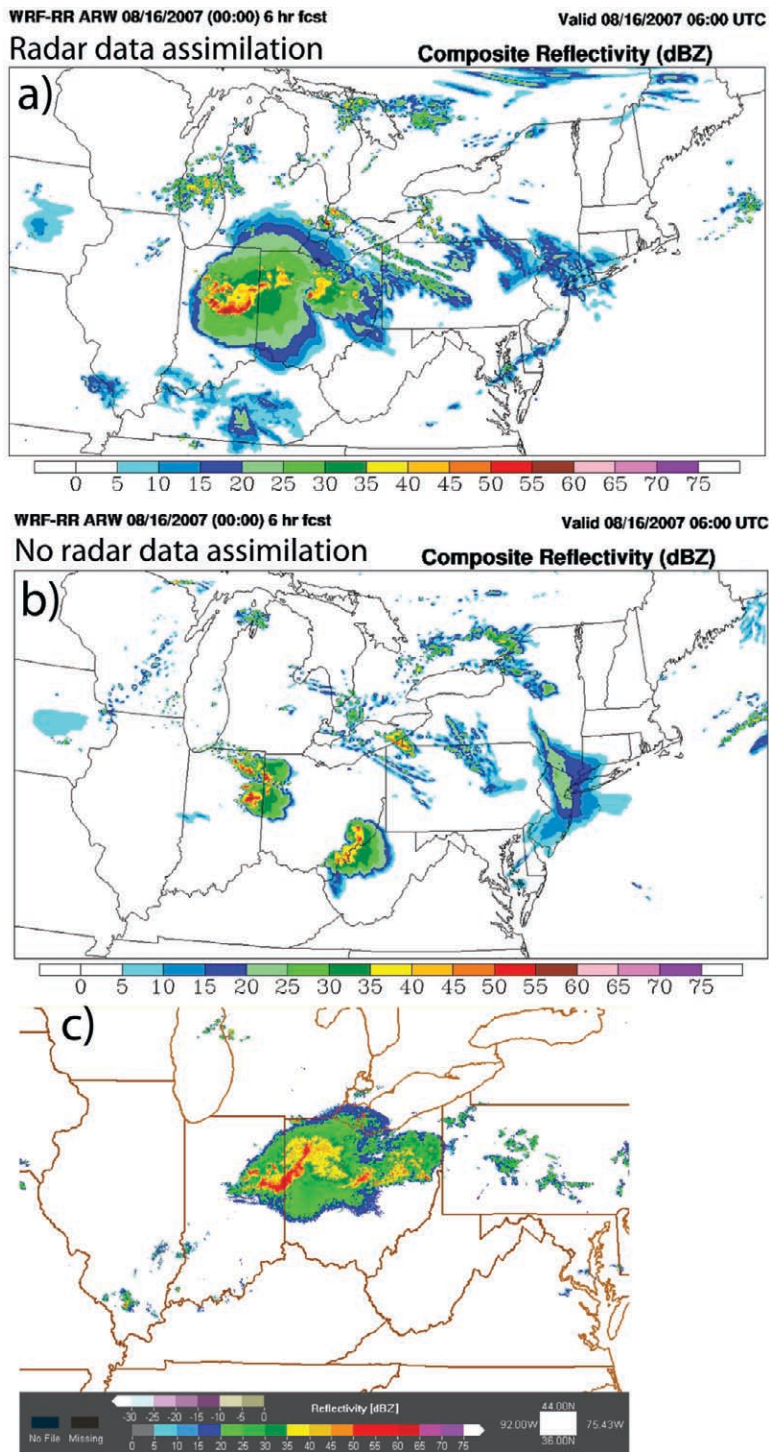 WRF-RR ARW 08/16/2007 (00:00) 6 hr fcst Valid 08/16/2007 06:00 UTC
Radar data assimilation Composite Reflectivity (dBZ)
a)
0 5 10 15 20 25 30 35 40 45 50 55 60 65 70 75
WRF-RR ARW 08/16/2007 (00:00) 6 hr fcst Valid 08/16/2007 06:00 UTC
No radar data assimilation Composite Reflectivity (dBZ)
b)
0 5 10 15 20 25 30 35 40 45 50 55 60 65 70 75
c)
Reflectivity [dBZ] 44.00N
-30 -25 -20 -15 -10 -5 0
92.00W 75.43W
No File Missing 0 5 10 15 20 25 30 35 40 45 50 55 60 65 70 75 36.00N